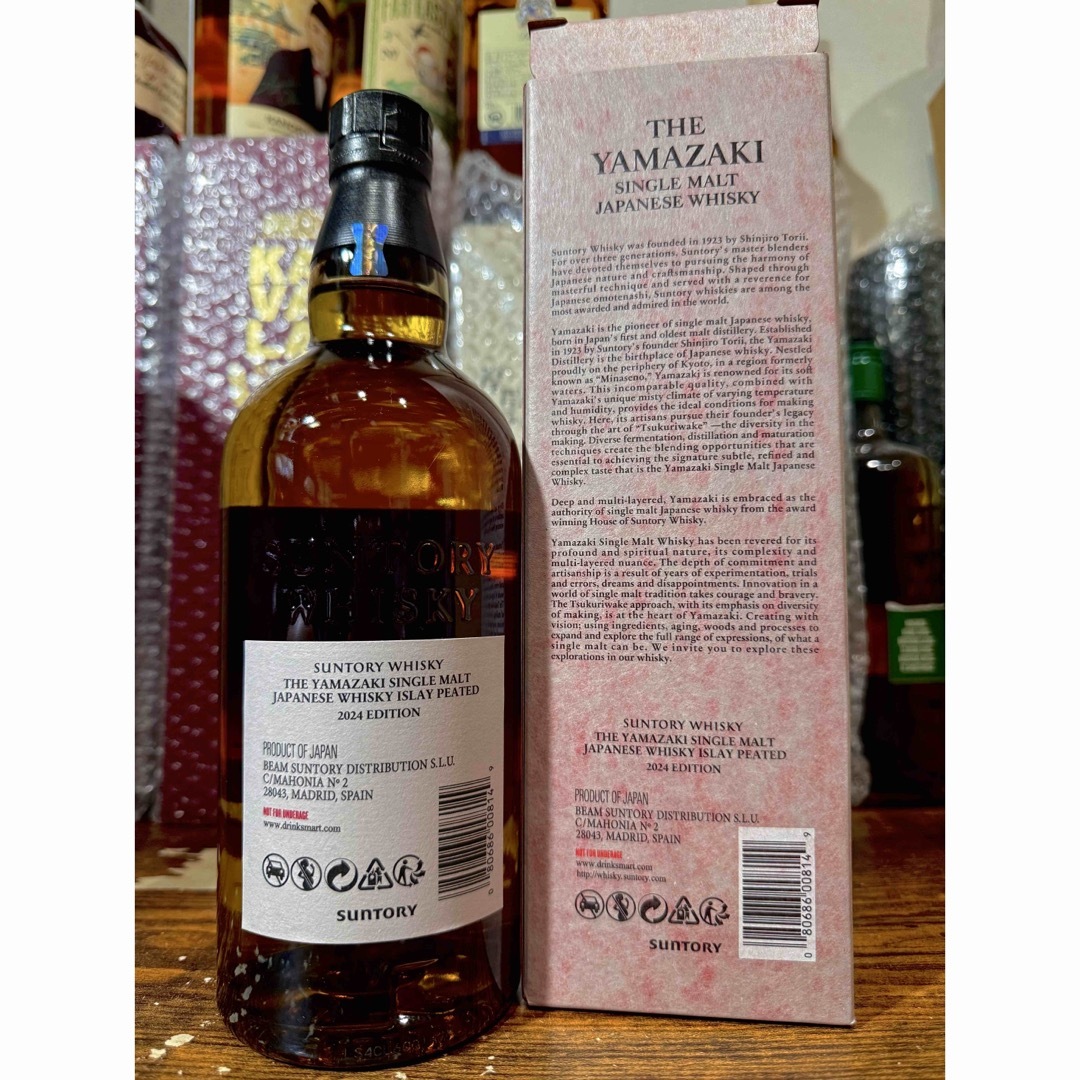 SUNTORY
WHISKY
SUNTORY WHISKY
THE YAMAZAKI SINGLE MALT
JAPANESE WHISKY ISLAY PEATED
2024 EDITION
PRODUCT OF JAPAN
BEAM SUNTORY DISTRIBUTION S.L.U.
C/MAHONIA Nº 2
28043, MADRID, SPAIN
NOT FOR UNDERAGE
www.drinksmart.com
0 80686 00814 9
SUNTORY
THE
YAMAZAKI
SINGLE MALT
JAPANESE WHISKY
Suntory Whisky was founded in 1923 by Shinjiro Torii.
For over three generations, Suntory's master blenders
have devoted themselves to pursuing the harmony of
Japanese nature and craftsmanship. Shaped through
masterful technique and served with a reverence for
Japanese omotenashi, Suntory whiskies are among the
most awarded and admired in the world.
Yamazaki is the pioneer of single malt Japanese whisky,
born in Japan's first and oldest malt distillery. Established
in 1923 by Suntory's founder Shinjiro Torii, the Yamazaki
Distillery is the birthplace of Japanese whisky. Nestled
proudly on the periphery of Kyoto, in a region formerly
known as "Minaseno," Yamazaki is renowned for its soft
waters. This incomparable quality, combined with
Yamazaki's unique misty climate of varying temperature
and humidity, provides the ideal conditions for making
whisky. Here, its artisans pursue their founder's legacy
through the art of "Tsukuriwake" —the diversity in the
making. Diverse fermentation, distillation and maturation
techniques create the blending opportunities that are
essential to achieving the signature subtle, refined and
complex taste that is the Yamazaki Single Malt Japanese
Whisky.
Deep and multi-layered, Yamazaki is embraced as the
authority of single malt Japanese whisky from the award
winning House of Suntory Whisky.
Yamazaki Single Malt Whisky has been revered for its
profound and spiritual nature, its complexity and
multi-layered nuance. The depth of commitment and
artisanship is a result of years of experimentation, trials
and errors, dreams and disappointments. Innovation in a
world of single malt tradition takes courage and bravery.
The Tsukuriwake approach, with its emphasis on diversity
of making, is at the heart of Yamazaki. Creating with
vision; using ingredients, aging, woods and processes to
expand and explore the full range of expressions, of what a
single malt can be. We invite you to explore these
explorations in our whisky.
SUNTORY WHISKY
THE YAMAZAKI SINGLE MALT
JAPANESE WHISKY ISLAY PEATED
2024 EDITION
PRODUCT OF JAPAN
BEAM SUNTORY DISTRIBUTION S.L.U.
C/MAHONIA Nº 2
28043, MADRID, SPAIN
NOT FOR UNDERAGE
www.drinksmart.com
http://whisky.suntory.com
0 80686 00814 9
SUNTORY